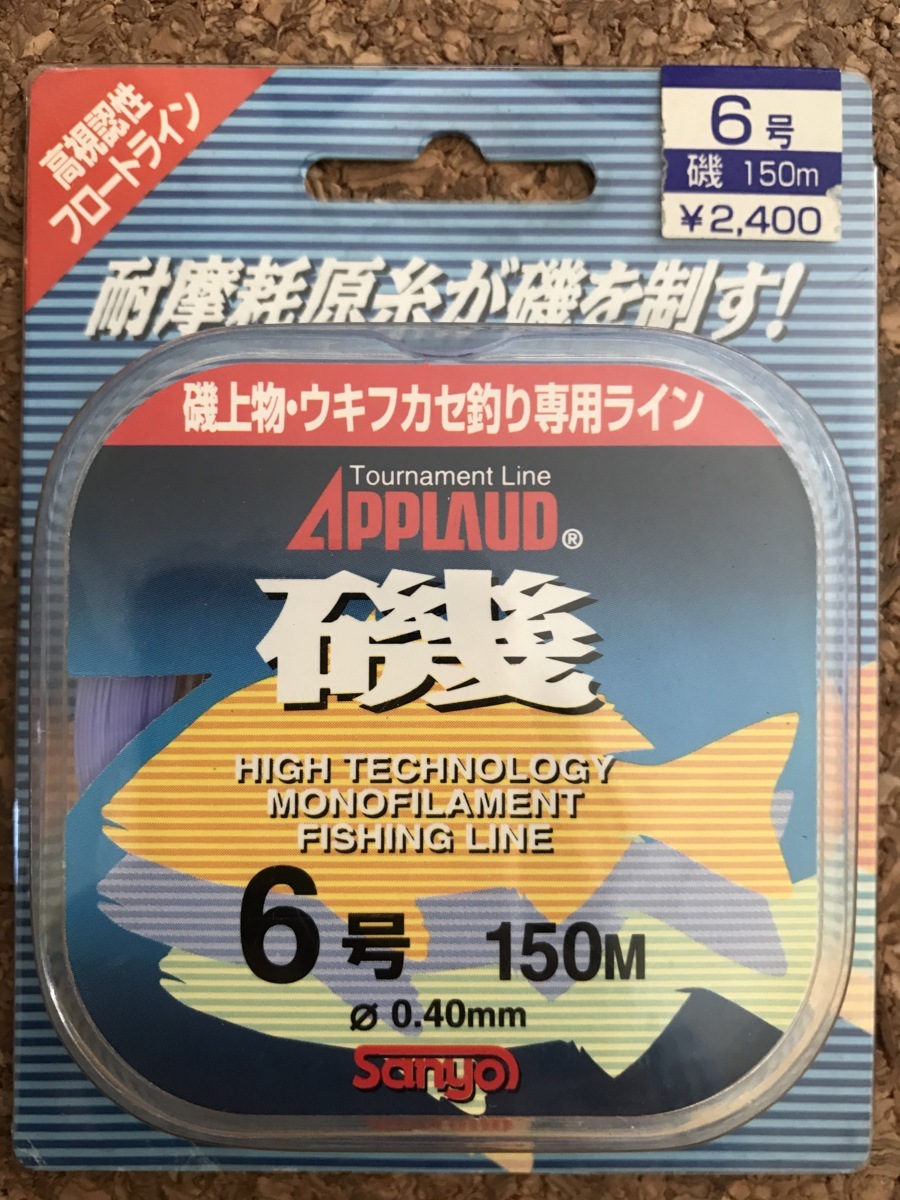 高視認性
フロートライン
6号
磯 150m
¥2,400
耐摩耗原糸が磯を制す!
磯上物・ウキフカセ釣り専用ライン
Tournament Line
APPLAUD®
磯
HIGH TECHNOLOGY
MONOFILAMENT
FISHING LINE
6号 150M
ø 0.40mm
Sanyo